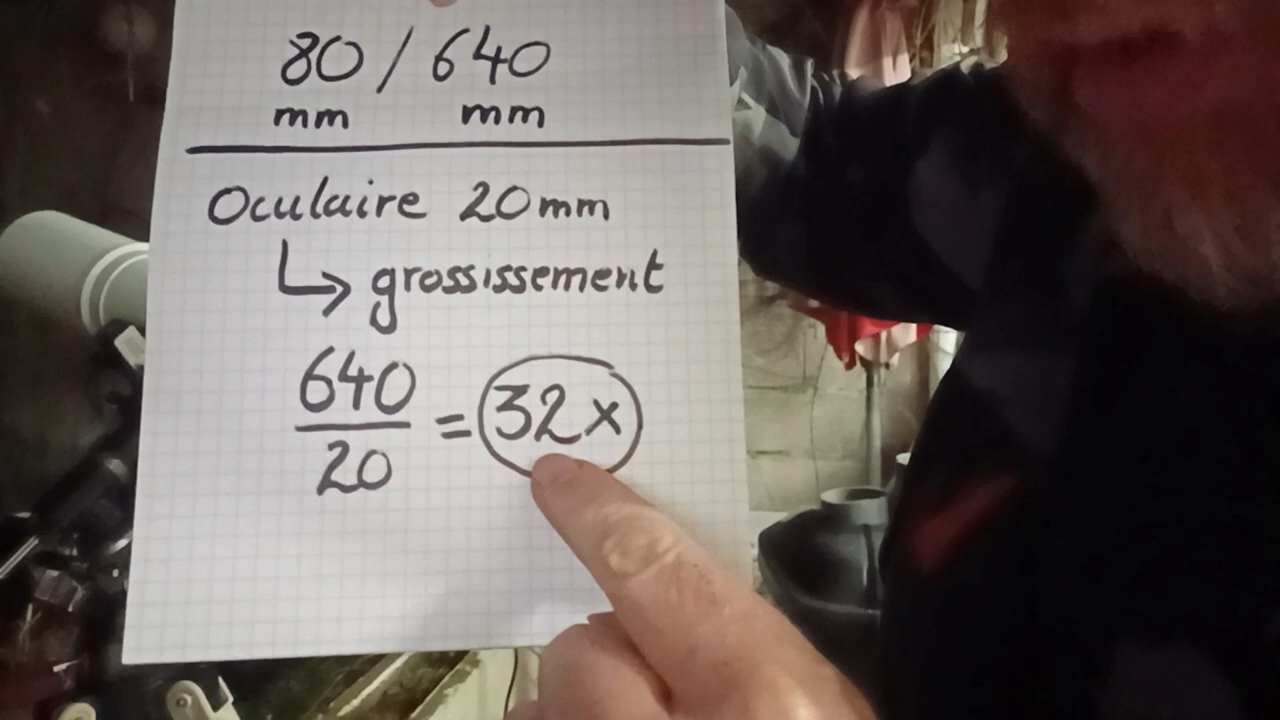 80 / 640
mm mm
Oculaire 20mm
↳ grossissement
640
20
= 32x